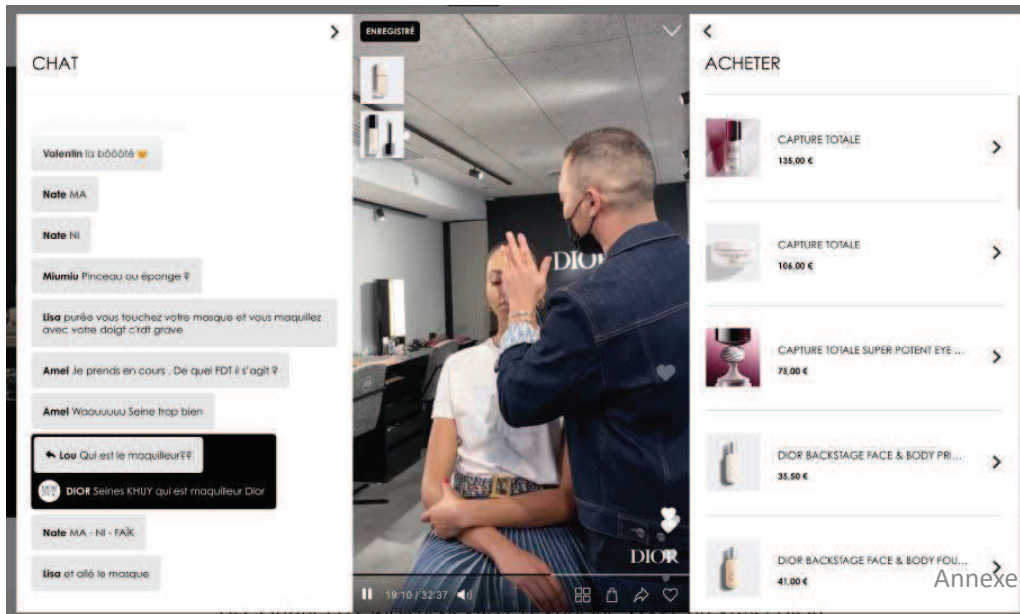 CHAT
Valentin la bôôôté
Nate MA
Nate NI
Miumiu Pinceau ou éponge ?
Lisa purée vous touchez votre masque et vous maquillez
avec votre doigt c'rdt grave
Amel Je prends en cours . De quel FDT il s'agit ?
Amel Waouuuuu Seine trop bien
Lou Qui est le maquilleur??
DIOR Seines KHUY qui est maquilleur Dior
Nate MA - NI - FAÏK
Lisa et allé le masque
ENREGISTRÉ
DIOR
DIOR
19:10 / 32:37
ACHETER
CAPTURE TOTALE
135,00 €
CAPTURE TOTALE
106,00 €
CAPTURE TOTALE SUPER POTENT EYE ...
75,00 €
DIOR BACKSTAGE FACE & BODY PRI...
35,50 €
DIOR BACKSTAGE FACE & BODY FOU...
41,00 €
Annexe